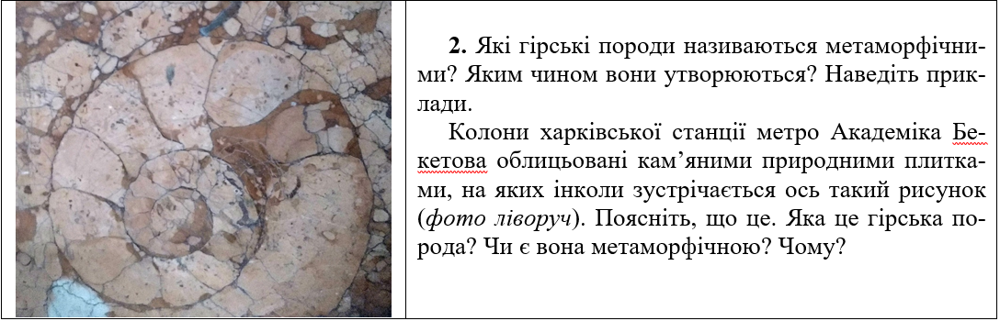 2. Які гірські породи називаються метаморфічни-
ми? Яким чином вони утворюються? Наведіть прик-
лади.
Колони харківської станції метро Академіка Бе-
кетова облицьовані кам’яними природними плитка-
ми, на яких інколи зустрічається ось такий рисунок
(фото ліворуч). Поясніть, що це. Яка це гірська по-
рода? Чи є вона метаморфічною? Чому?